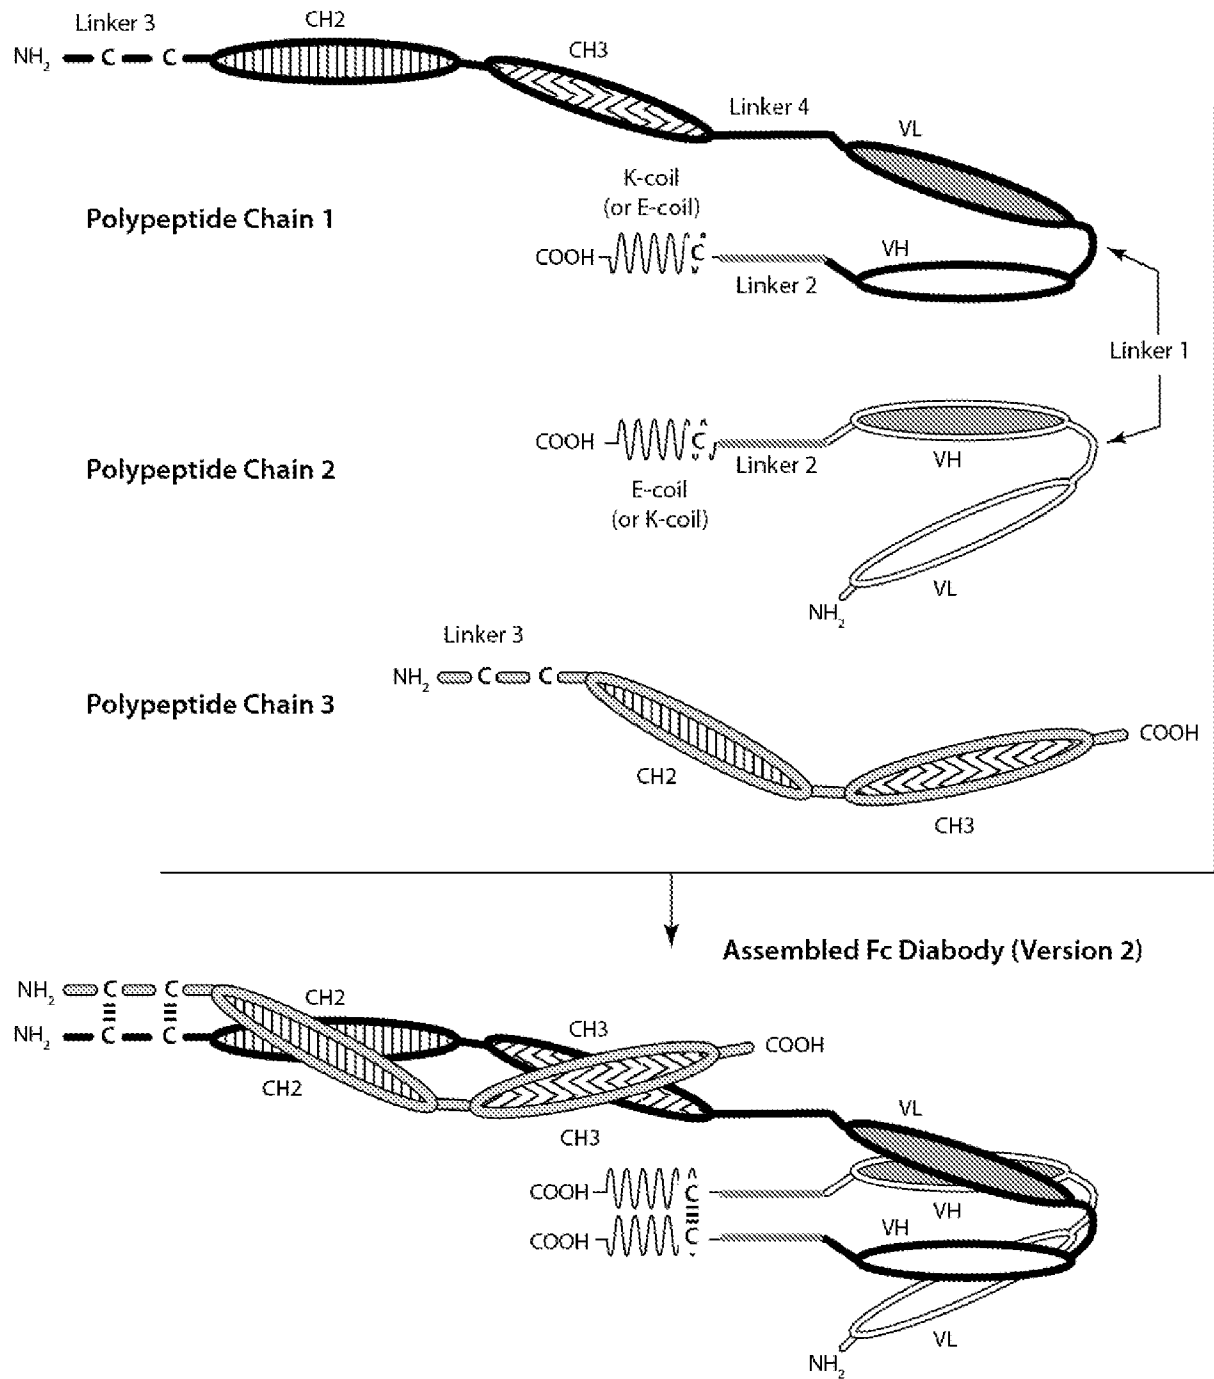 Linker 3
CH2
NH2
C
C
CH3
Linker 4
VL
K-coil
(or E-coil)
Polypeptide Chain 1
COOH
C
VH
Linker 2
Linker 1
COOH
C
Polypeptide Chain 2
Linker 2
VH
E-coil
(or K-coil)
VL
NH2
Linker 3
NH2
C
C
Polypeptide Chain 3
COOH
CH2
CH3
Assembled Fc Diabody (Version 2)
NH2
C
C
CH2
NH2
C
C
CH3
COOH
CH2
VL
CH3
COOH
C
VH
VH
COOH
C
VL
NH2